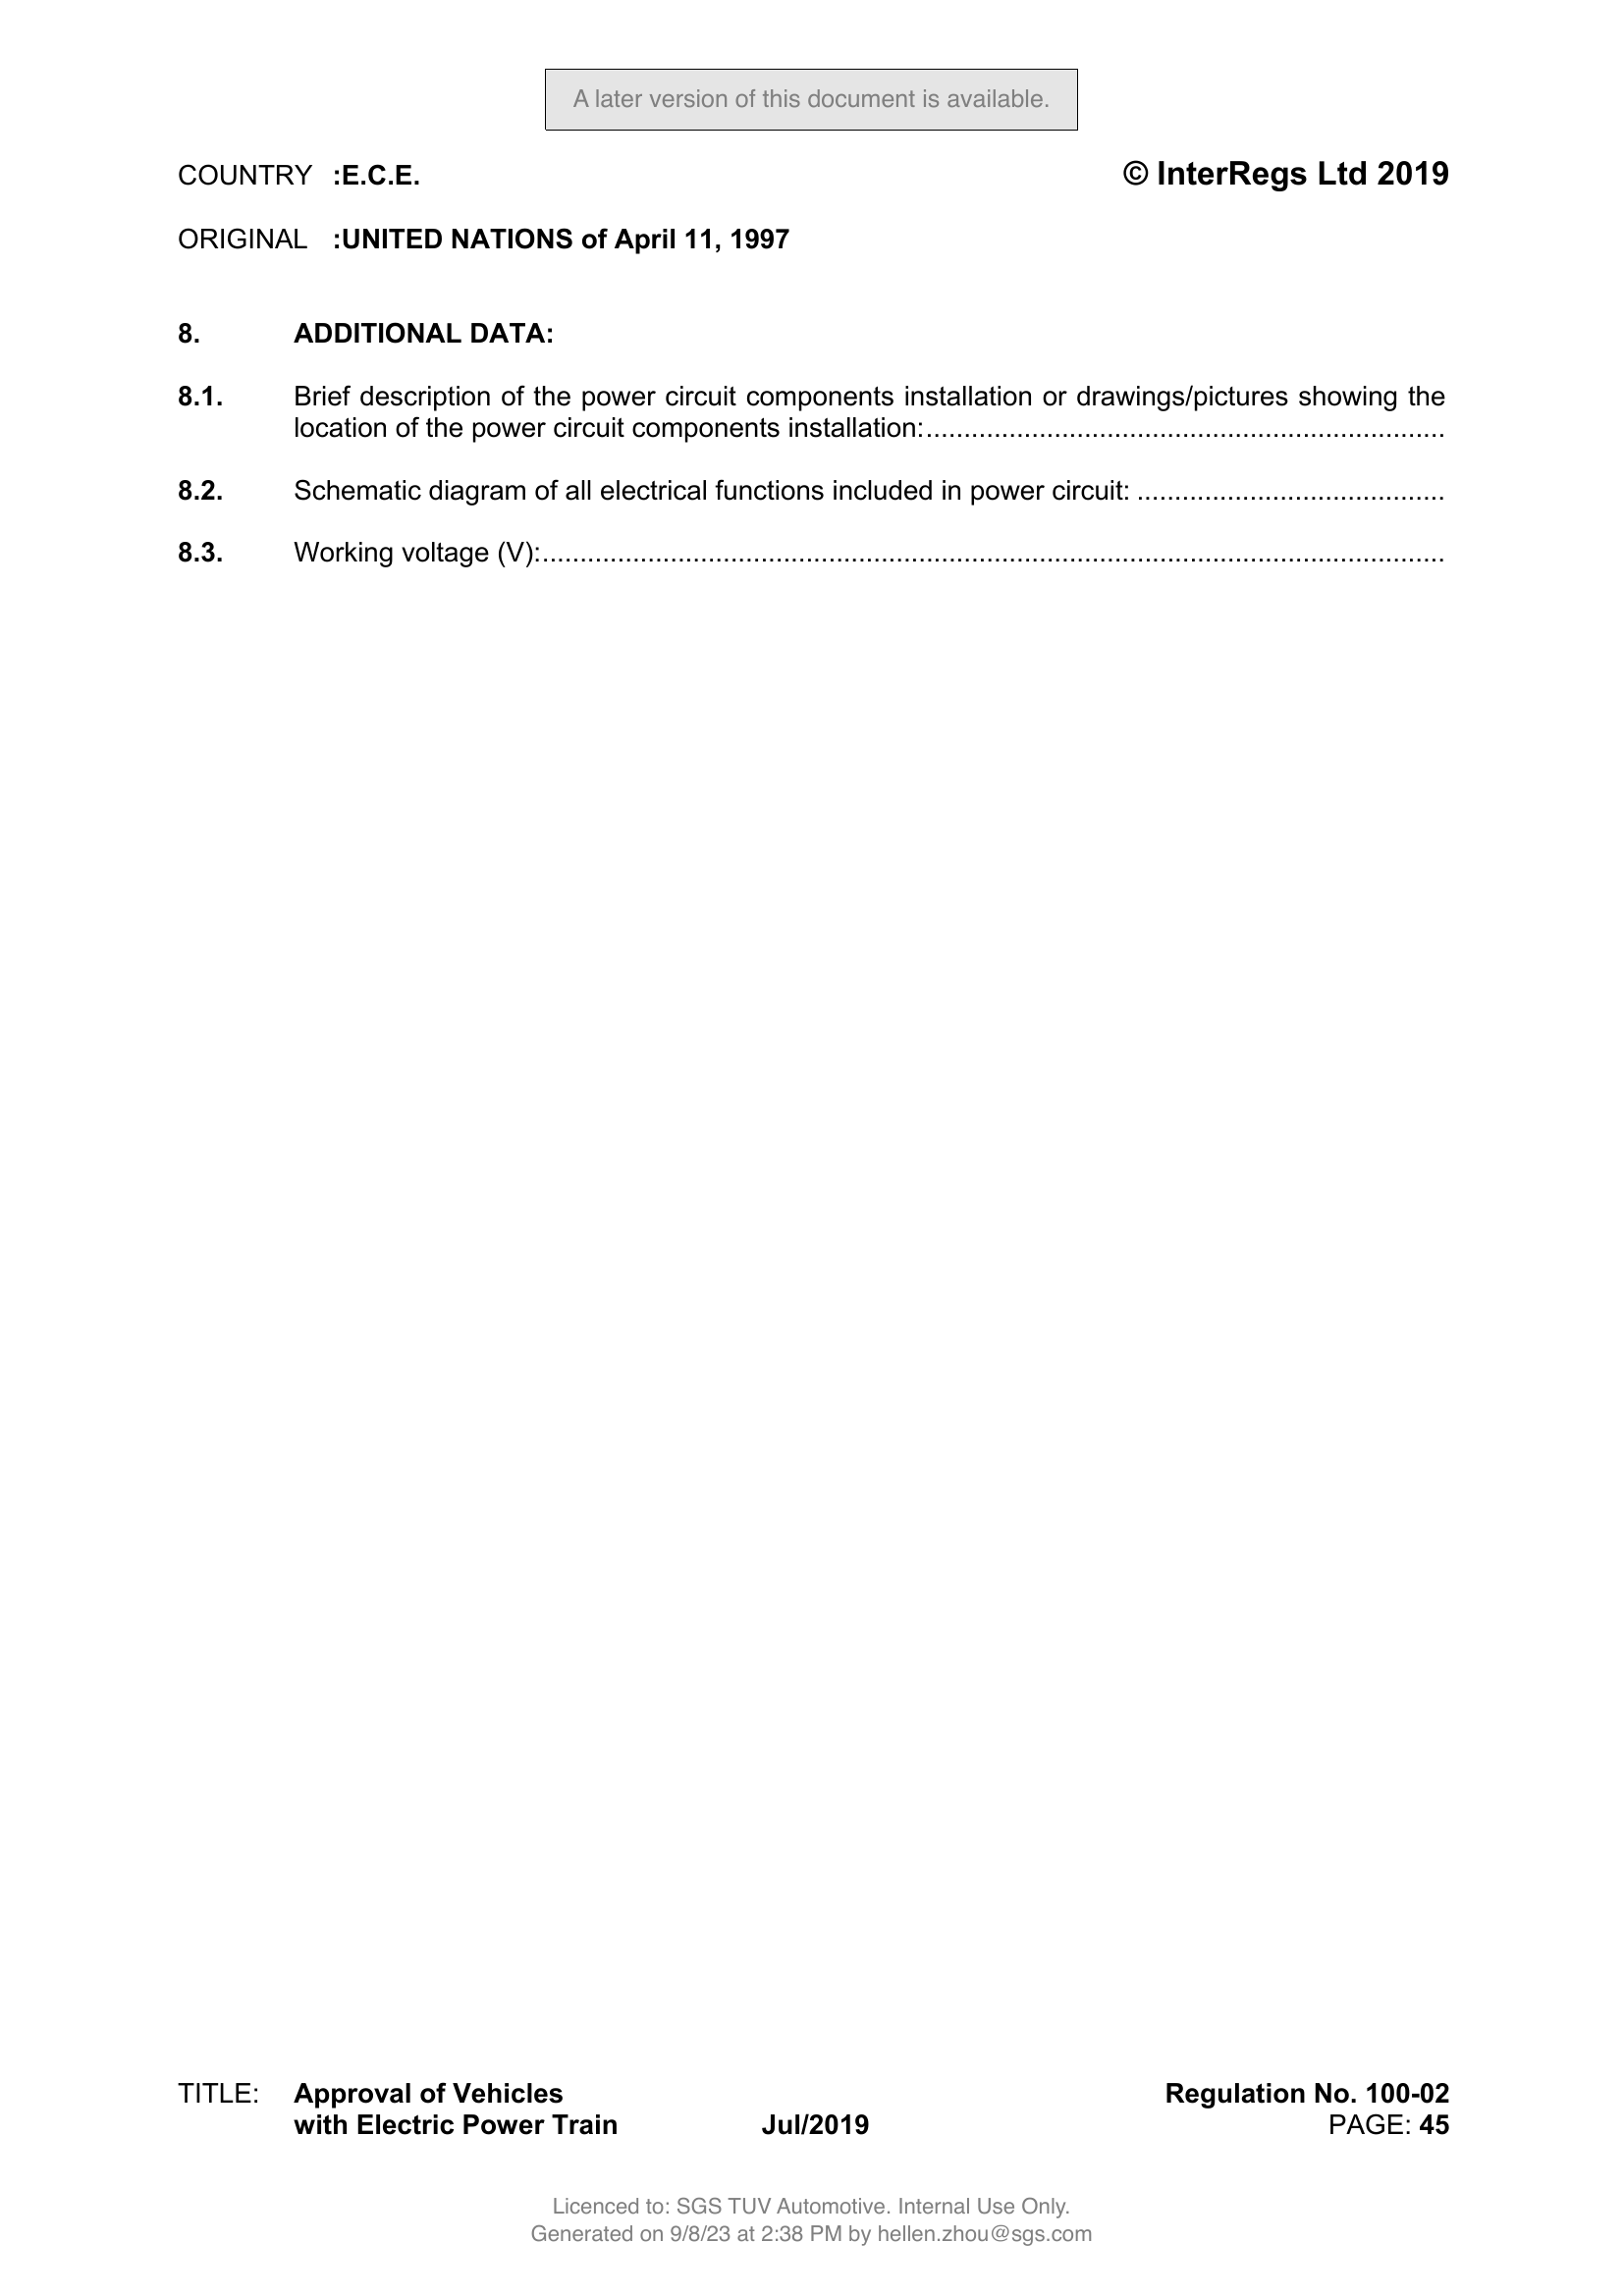 A later version of this document is available.
COUNTRY :E.C.E. © InterRegs Ltd 2019
ORIGINAL :UNITED NATIONS of April 11, 1997
8. ADDITIONAL DATA:
8.1. Brief description of the power circuit components installation or drawings/pictures showing the
location of the power circuit components installation:.....................................................................
8.2. Schematic diagram of all electrical functions included in power circuit: .........................................
8.3. Working voltage (V):........................................................................................................................
TITLE: Approval of Vehicles Regulation No. 100-02
with Electric Power Train Jul/2019 PAGE: 45
Licenced to: SGS TUV Automotive. Internal Use Only.
Generated on 9/8/23 at 2:38 PM by hellen.zhou@sgs.com